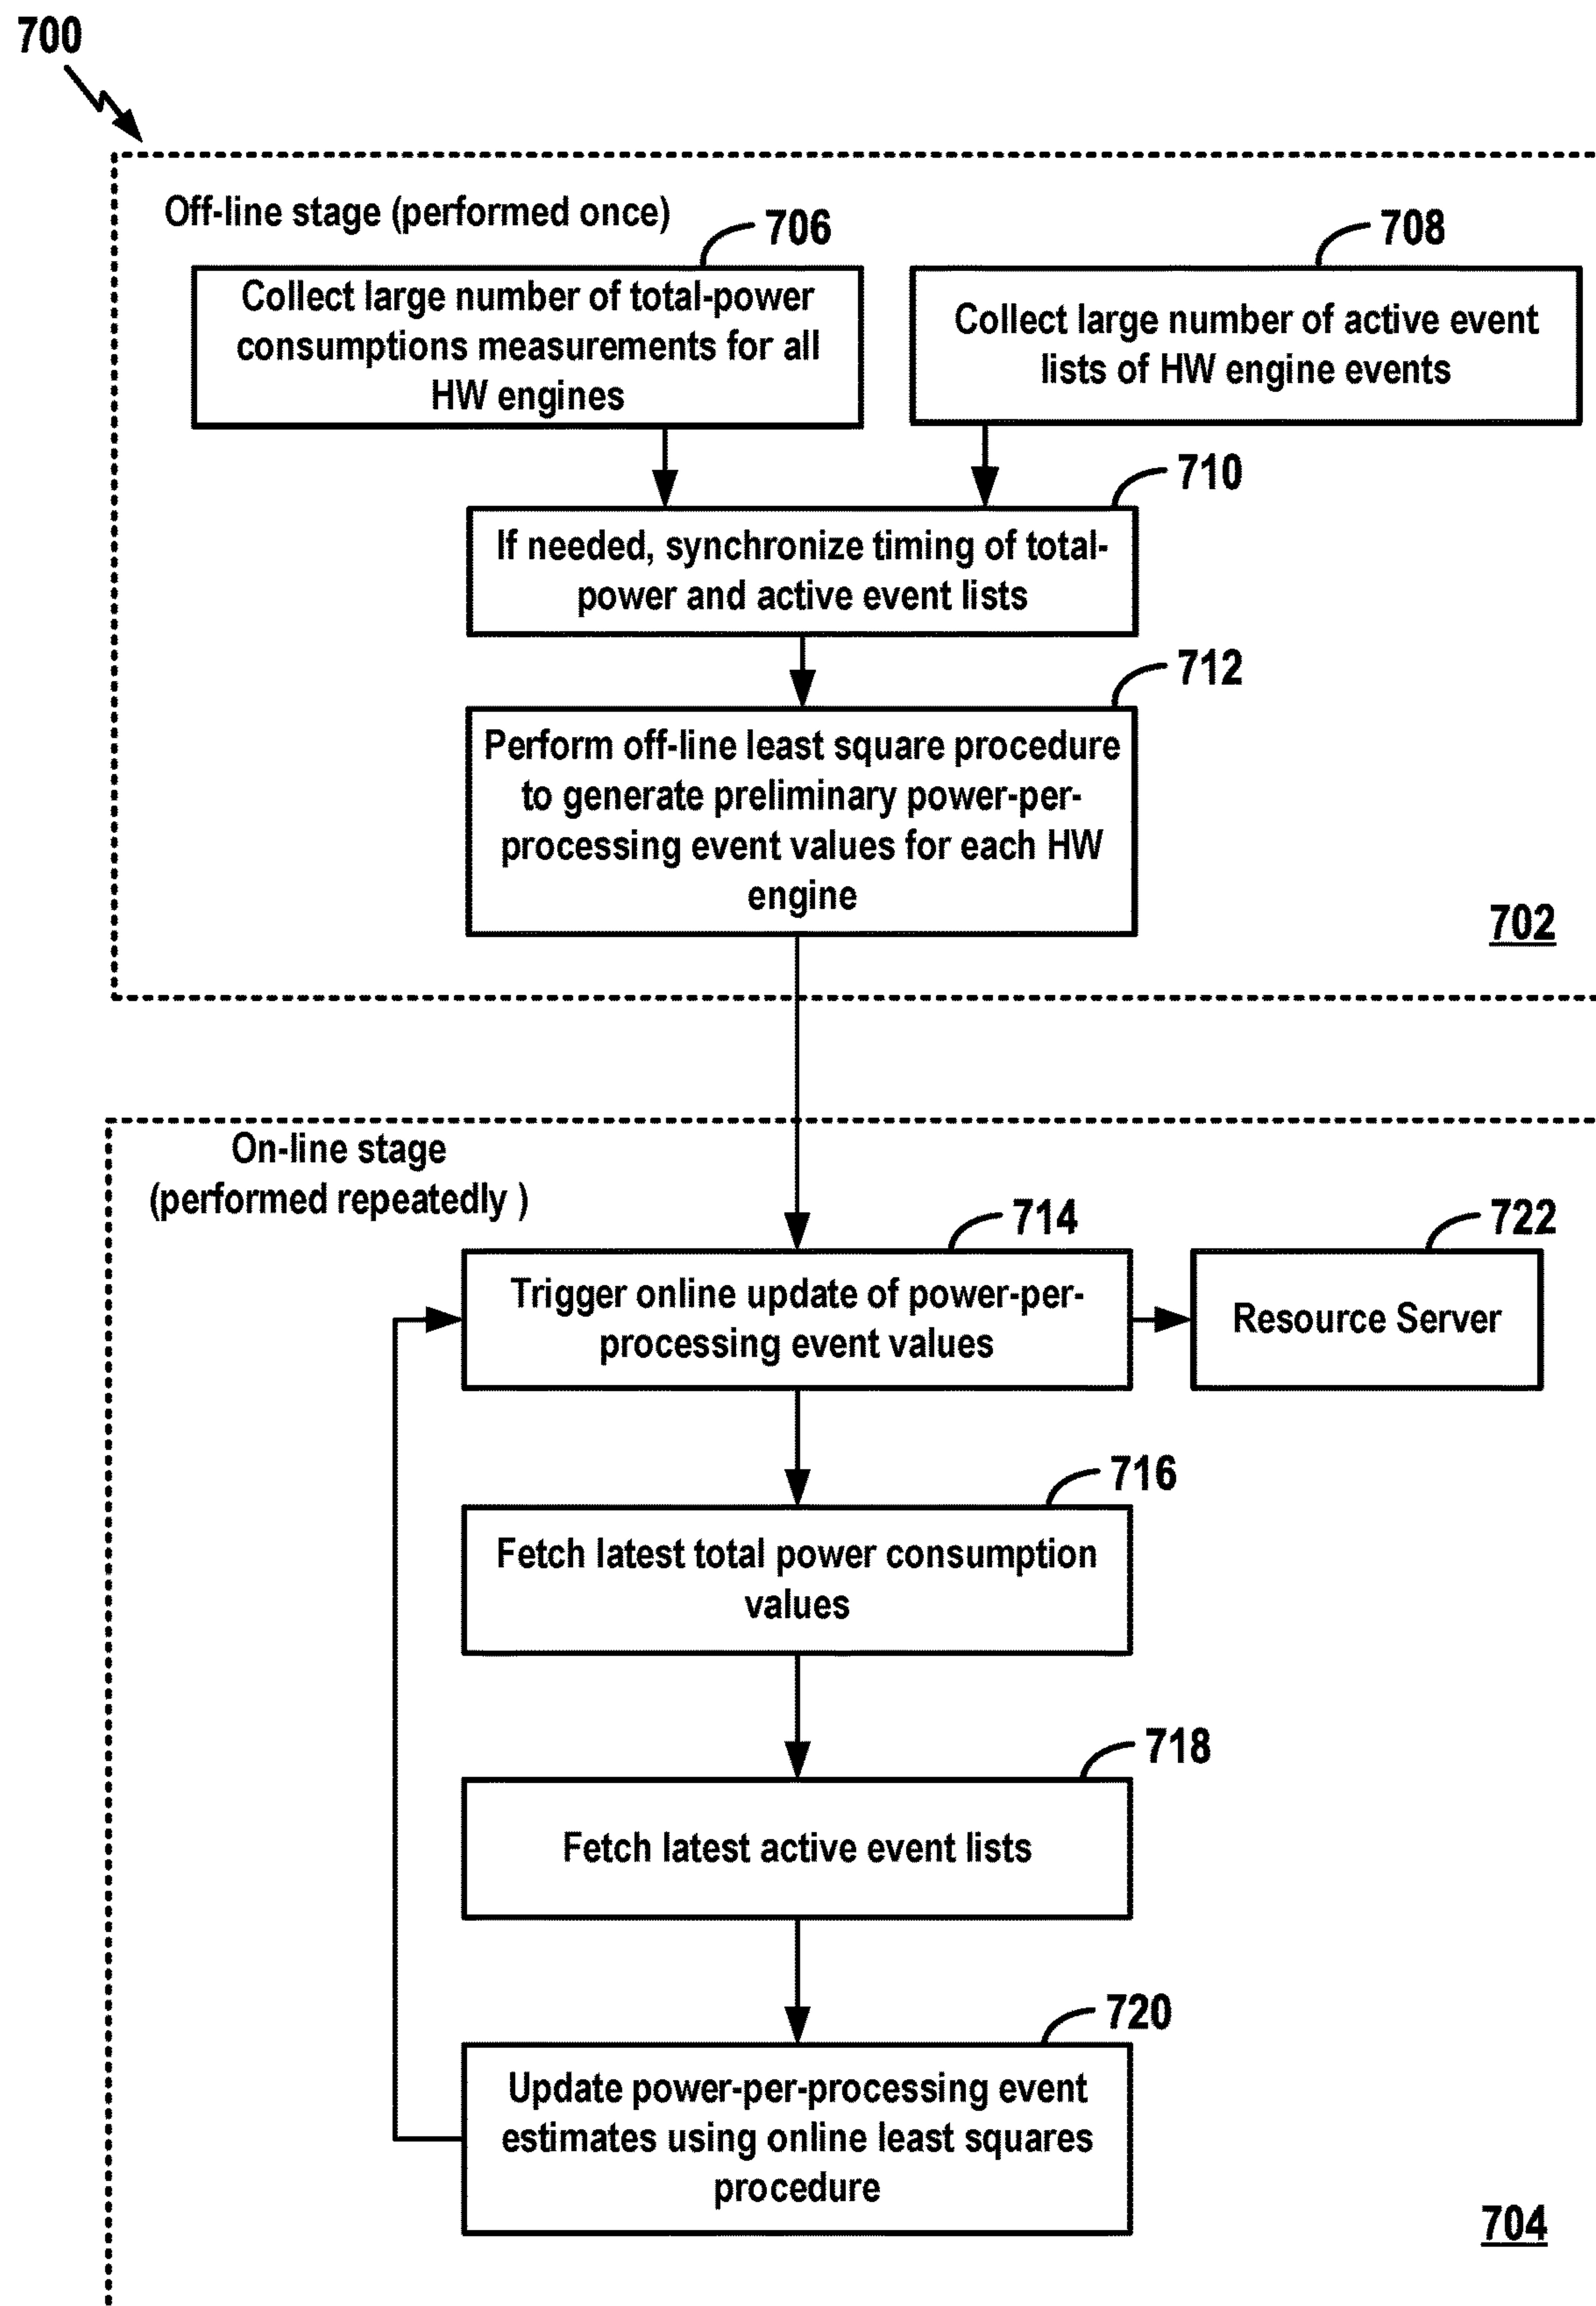 700
Off-line stage (performed once)
706
708
Collect large number of total-power
consumptions measurements for all
HW engines
Collect large number of active event
lists of HW engine events
710
If needed, synchronize timing of total-
power and active event lists
712
Perform off-line least square procedure
to generate preliminary power-per-
processing event values for each HW
engine
702
On-line stage
(performed repeatedly )
714
722
Trigger online update of power-per-
processing event values
Resource Server
716
Fetch latest total power consumption
values
718
Fetch latest active event lists
720
Update power-per-processing event
estimates using online least squares
procedure
704